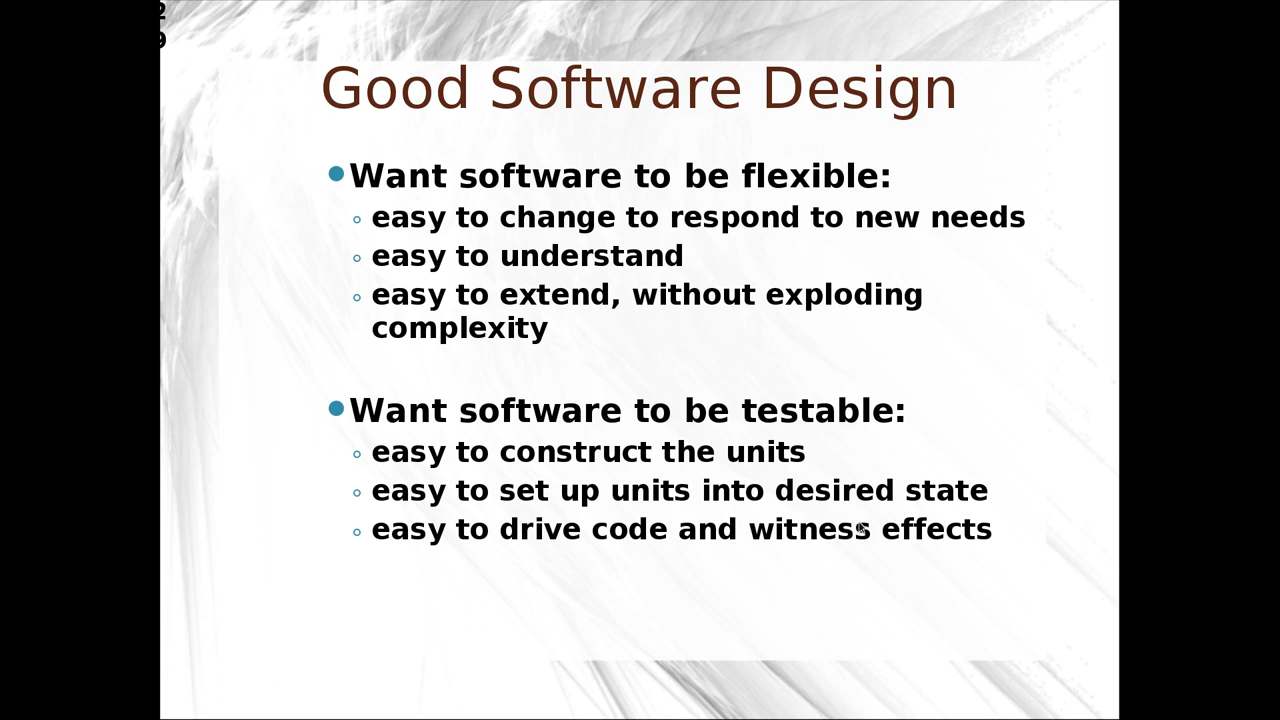 9
Good Software Design
Want software to be flexible:
easy to change to respond to new needs
easy to understand
easy to extend, without exploding
complexity
Want software to be testable:
easy to construct the units
easy to set up units into desired state
easy to drive code and witness effects